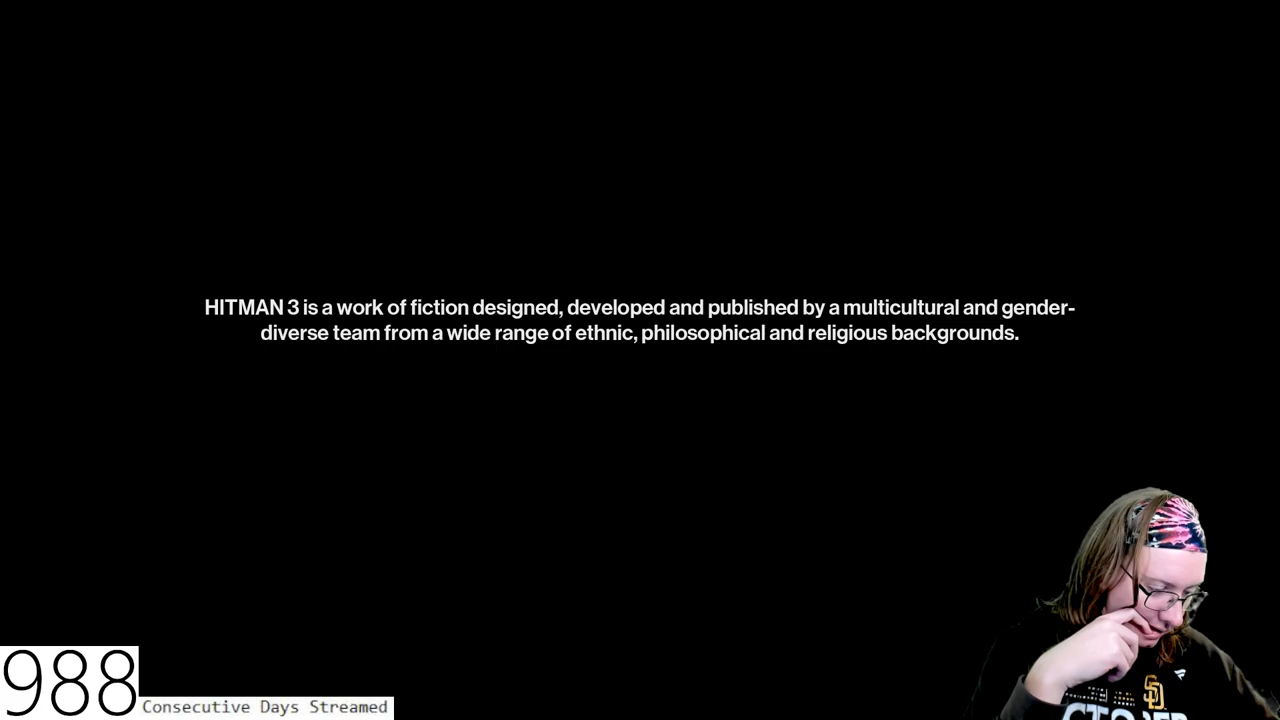 HITMAN 3 is a work of fiction designed, developed and published by a multicultural and gender-
diverse team from a wide range of ethnic, philosophical and religious backgrounds.
988
Consecutive Days Streamed
SD